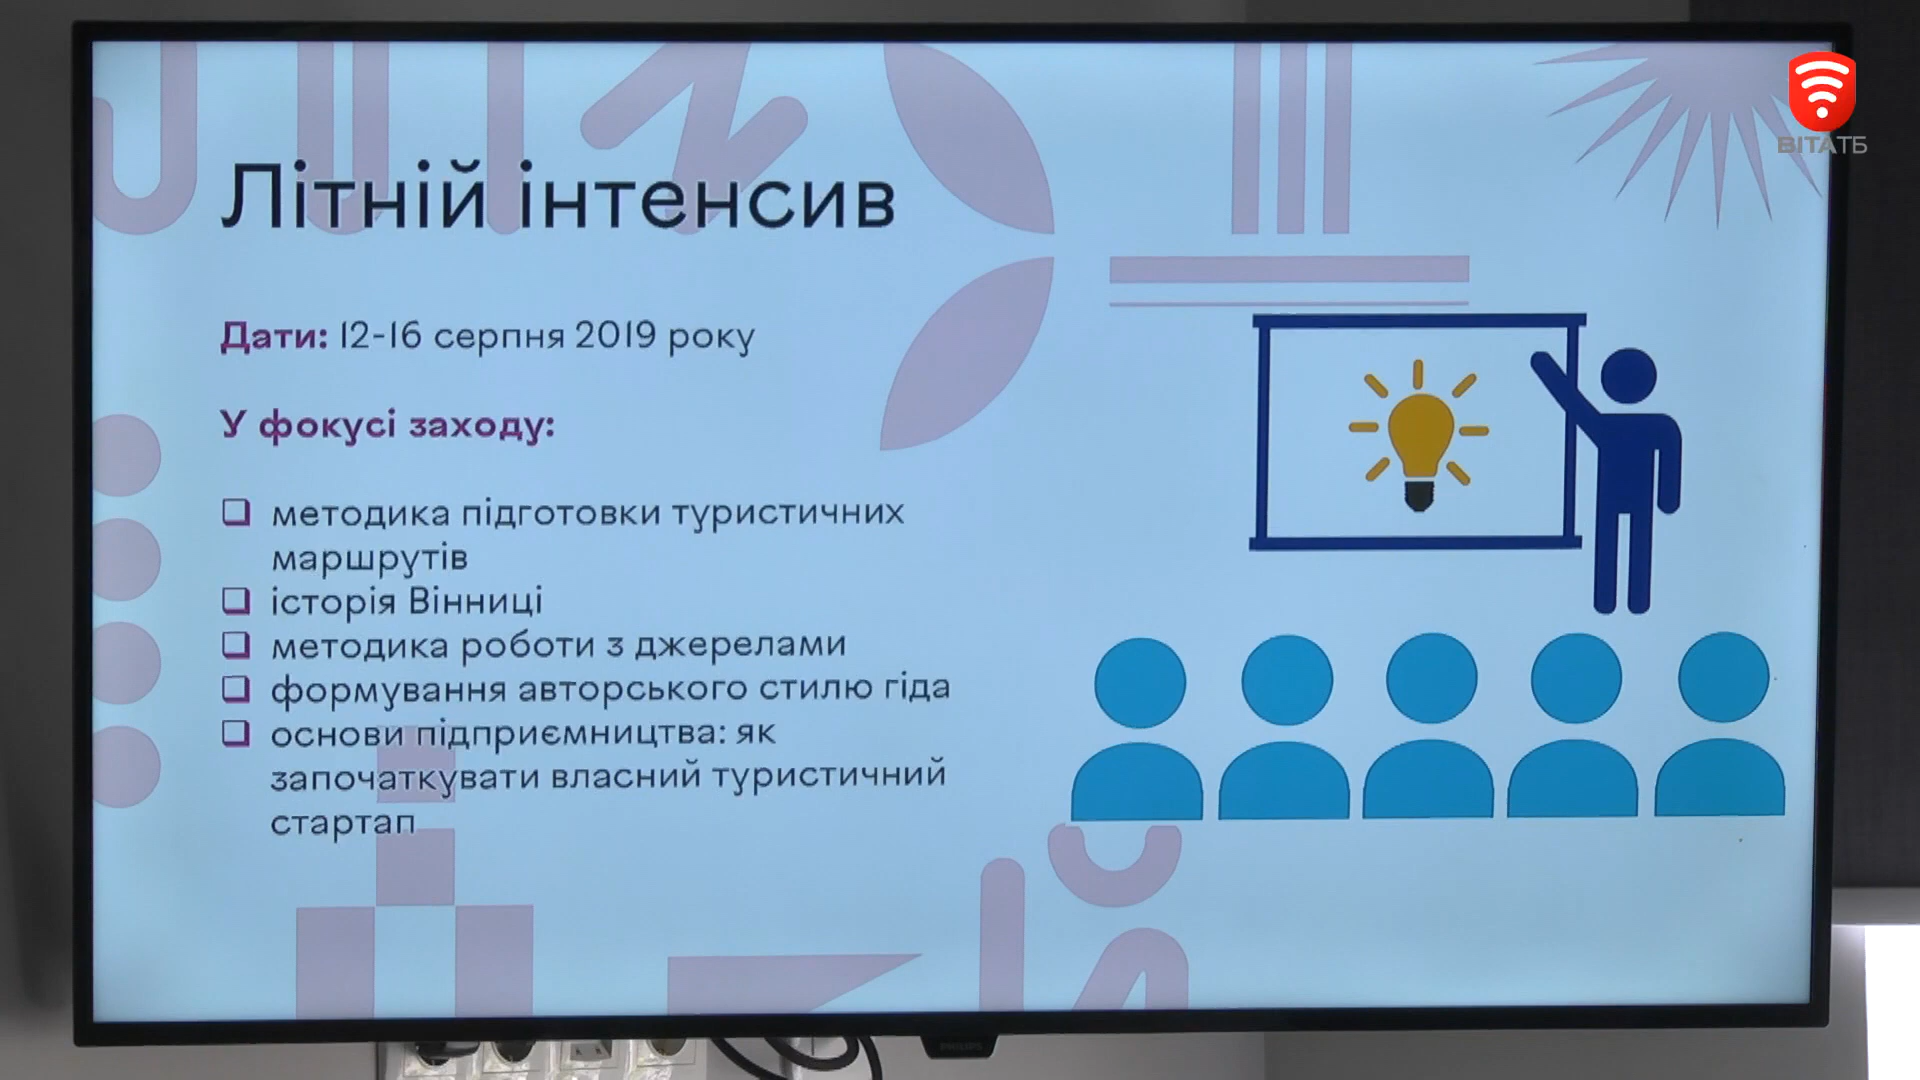 ВІТАТБ
Літній інтенсив
Дати: 12-16 серпня 2019 року
У фокусі заходу:
методика підготовки туристичних
маршрутів
історія Вінниці
методика роботи з джерелами
формування авторського стилю гіда
основи підприємництва: як
започаткувати власний туристичний
стартап
PHILIPS